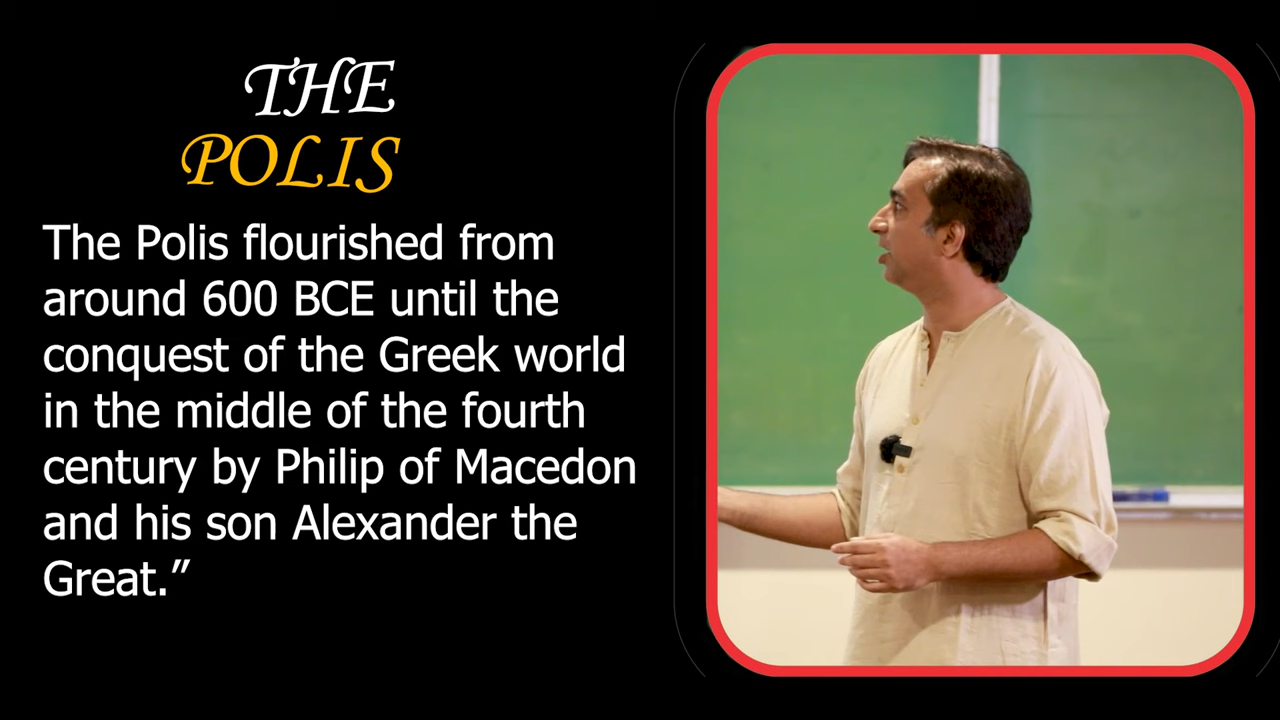 THE
POLIS
The Polis flourished from
around 600 BCE until the
conquest of the Greek world
in the middle of the fourth
century by Philip of Macedon
and his son Alexander the
Great.”